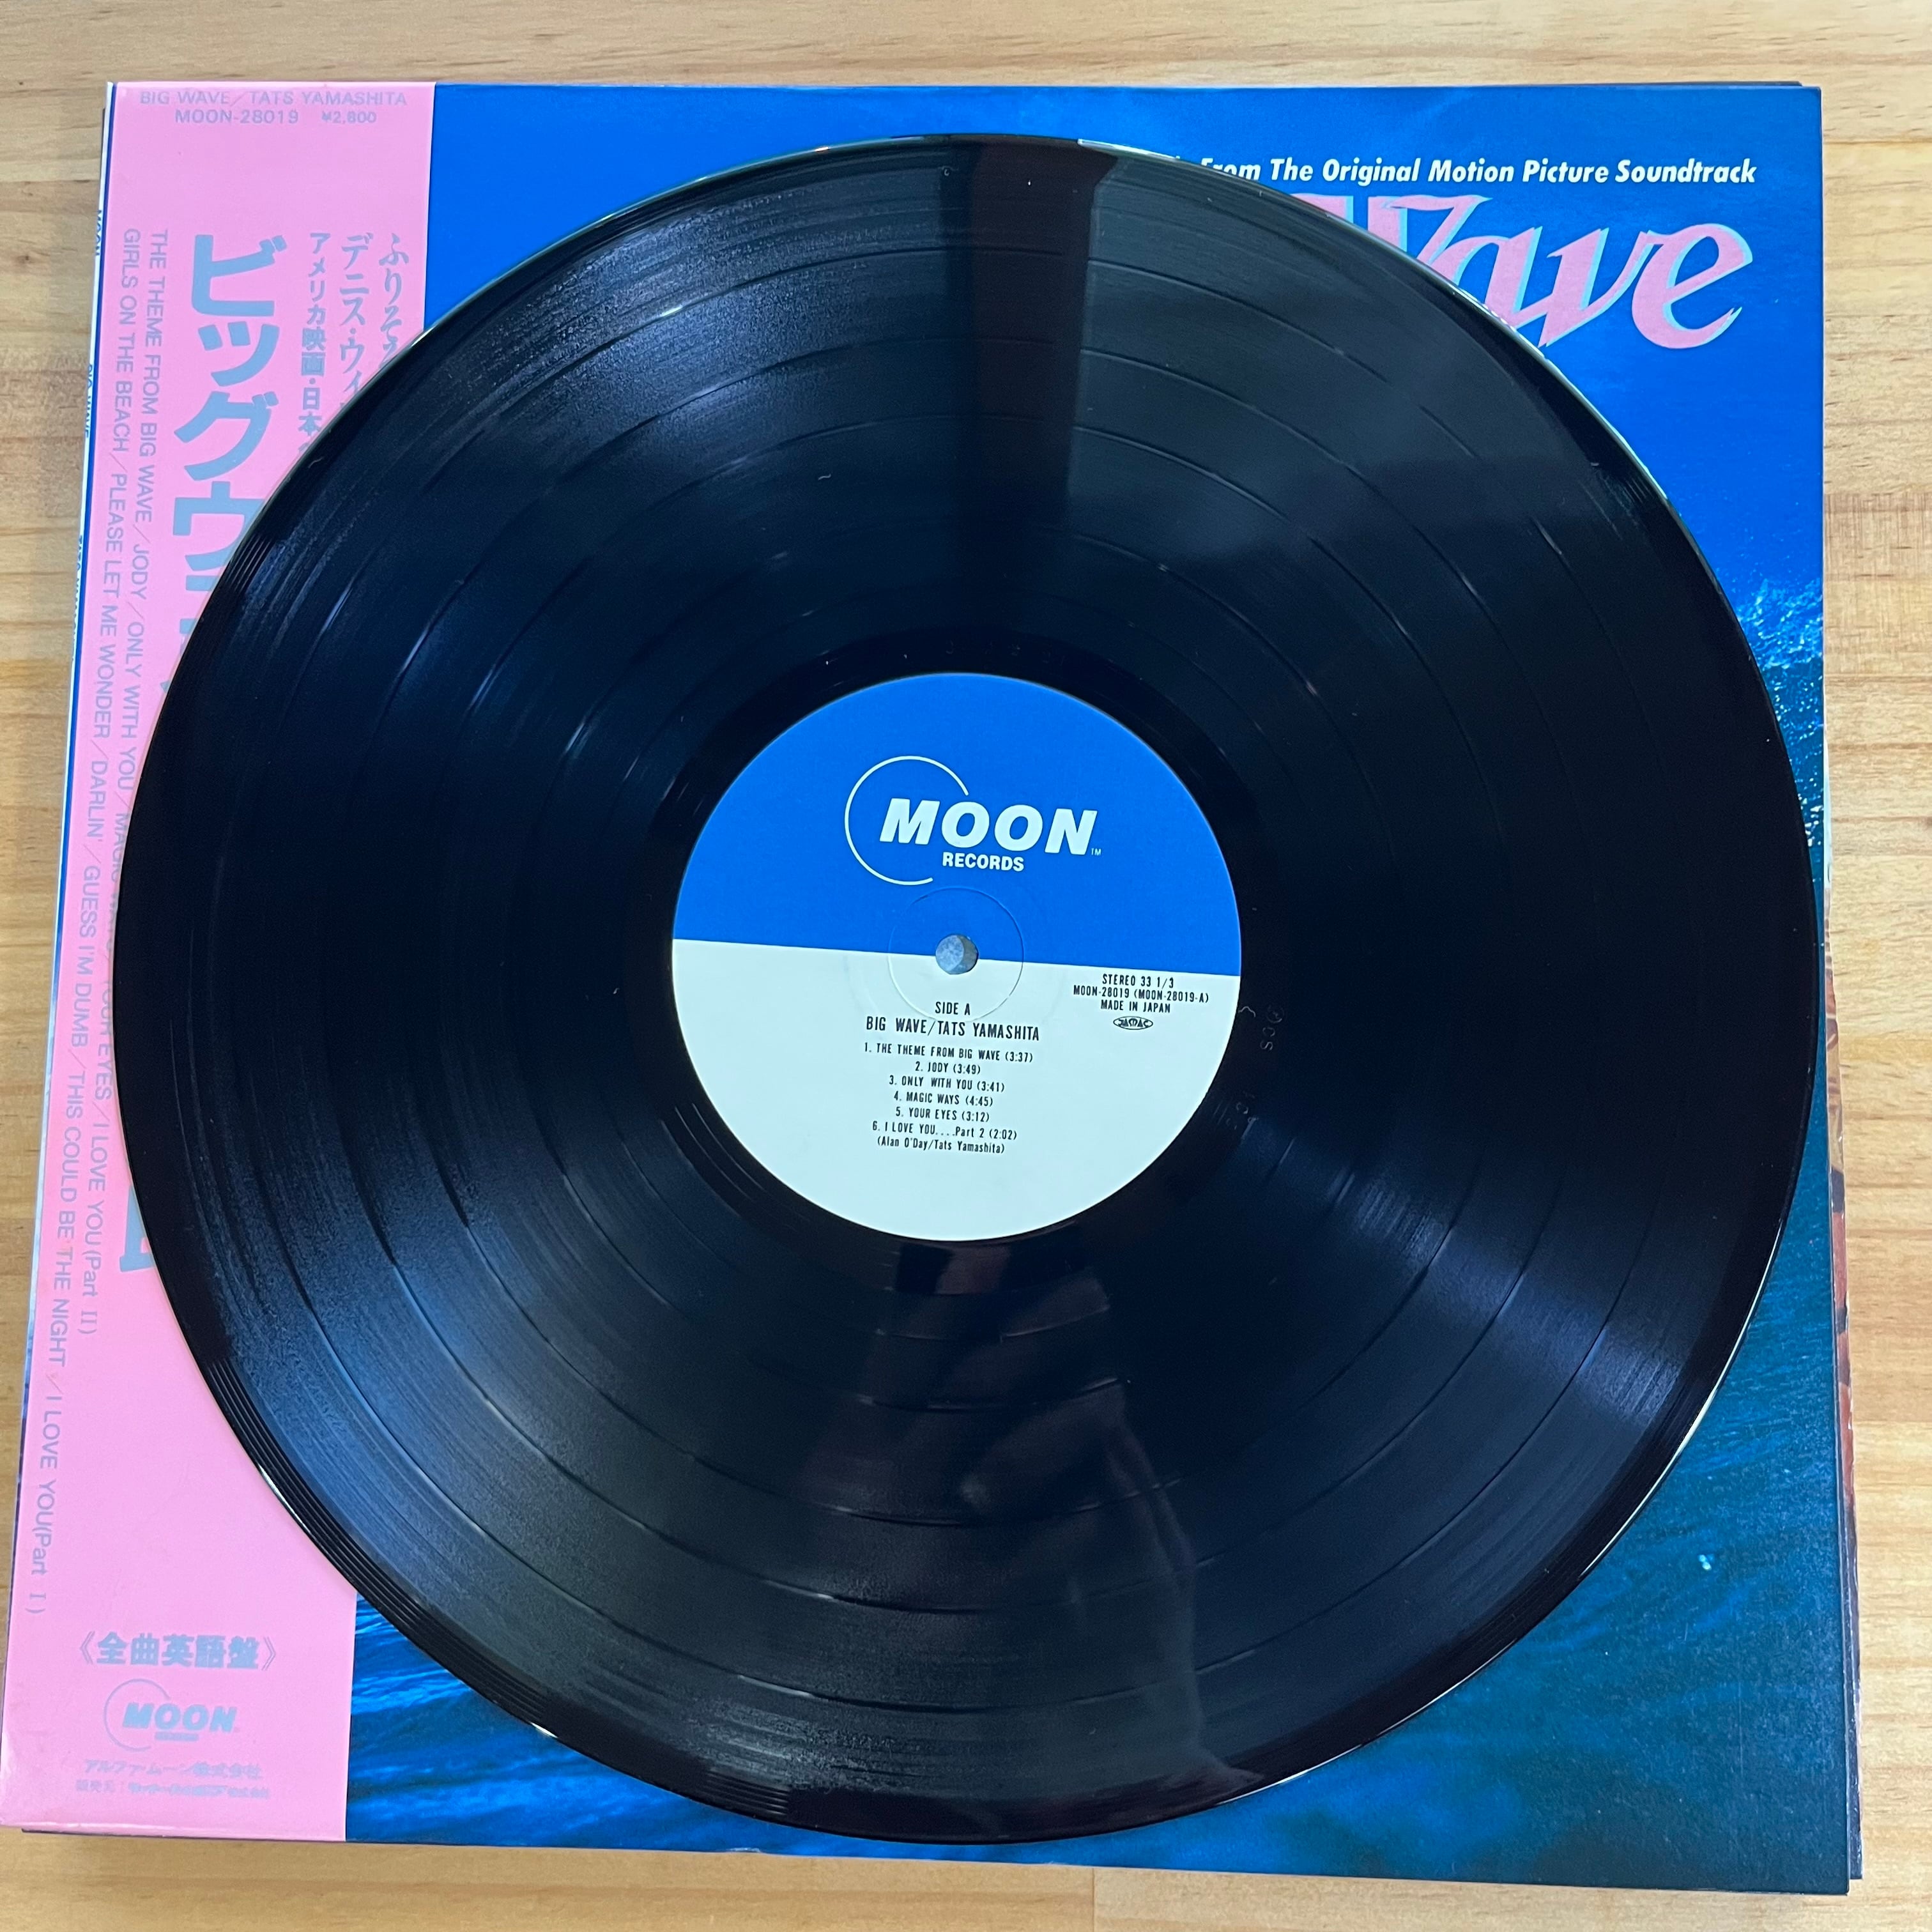 BIG WAVE/TATS YAMASHITA
MOON-28019 ¥2,800
From The Original Motion Picture Soundtrack
Wave
ふりそ
デニス・ウィ
アメリカ映画・日本
ビッグウ
THE THEME FROM BIG WAVE/JODY/ONLY WITH YOU/MAGIC WAYS/YOUR EYES/I LOVE YOU(Part II)
GIRLS ON THE BEACH/PLEASE LET ME WONDER/DARLIN'/GUESS I'M DUMB/THIS COULD BE THE NIGHT/I LOVE YOU(Part I)
《全曲英語盤》
MOON
アルファ・ムーン株式会社
MOON
RECORDS
TM
STEREO 33 1/3
MOON-28019 (MOON-28019-A)
MADE IN JAPAN
SIDE A
BIG WAVE/TATS YAMASHITA
1. THE THEME FROM BIG WAVE (3:37)
2. JODY (3:49)
3. ONLY WITH YOU (3:41)
4. MAGIC WAYS (4:45)
5. YOUR EYES (3:12)
6. I LOVE YOU....Part 2 (2:02)
(Alan O'Day/Tats Yamashita)